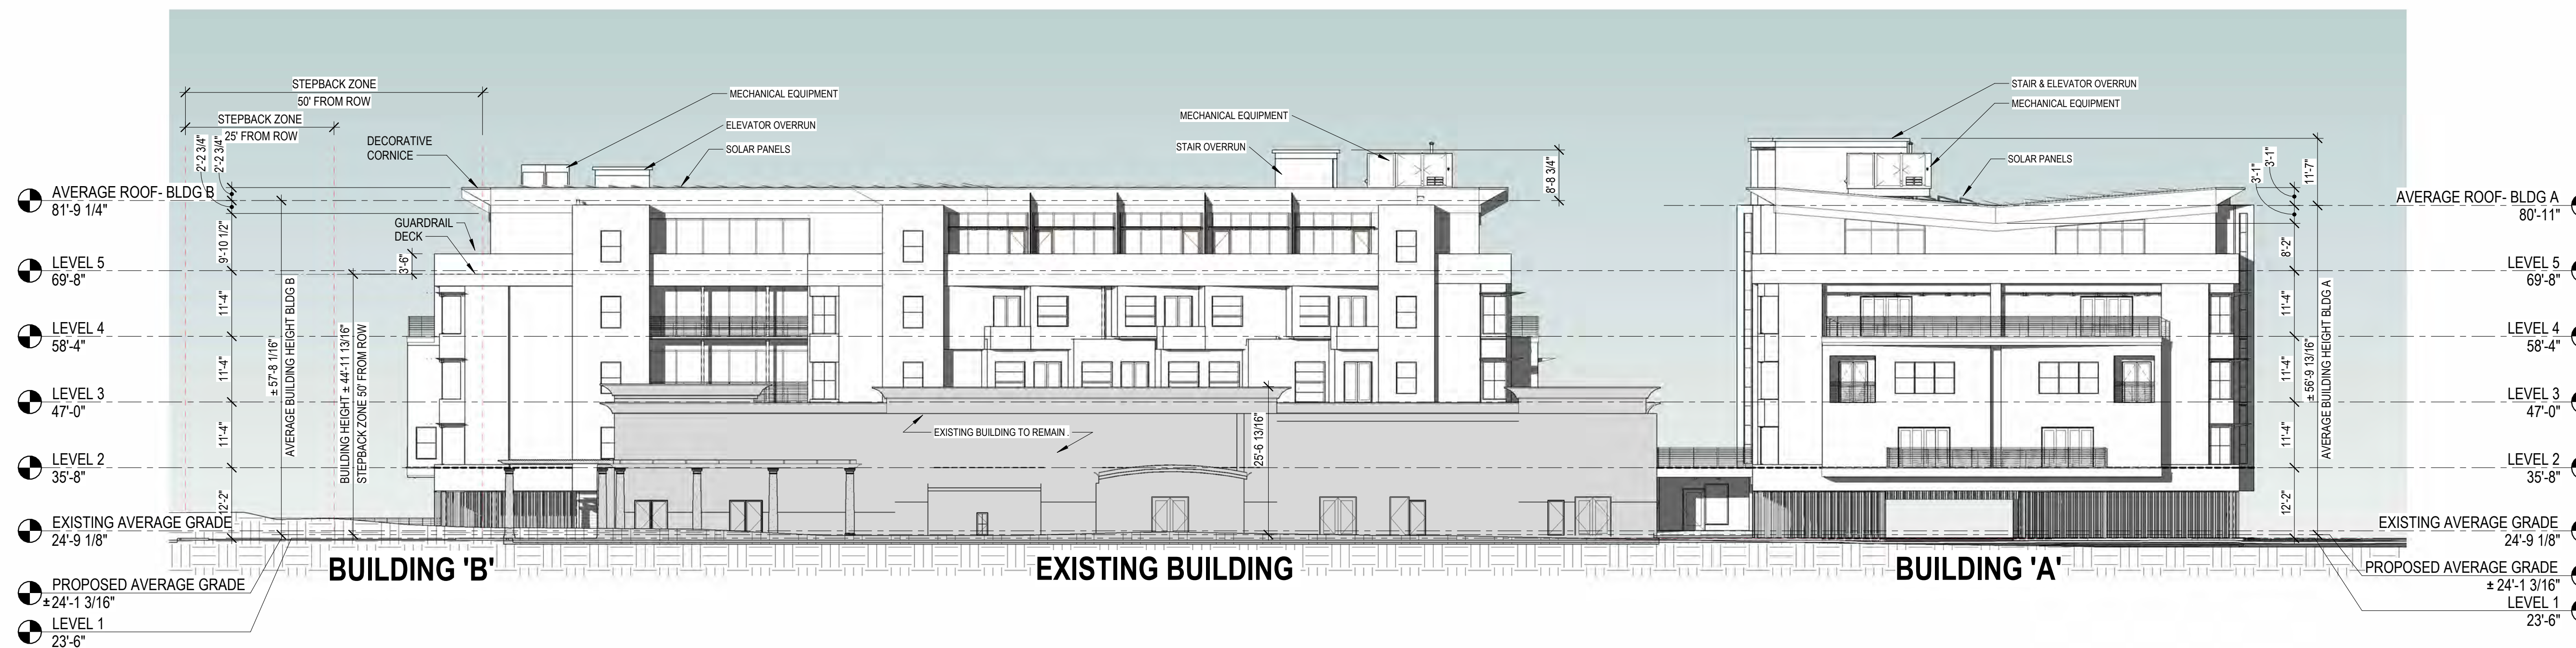 STEPBACK ZONE
50' FROM ROW
STEPBACK ZONE
25' FROM ROW
2'-2 3/4"
2'-2 3/4"
DECORATIVE
CORNICE
MECHANICAL EQUIPMENT
ELEVATOR OVERRUN
SOLAR PANELS
MECHANICAL EQUIPMENT
STAIR OVERRUN
8'-8 3/4"
STAIR & ELEVATOR OVERRUN
MECHANICAL EQUIPMENT
SOLAR PANELS
3'-1"
3'-1"
11'-7"
AVERAGE ROOF- BLDG B
81'-9 1/4"
GUARDRAIL
DECK
9'-10 1/2"
3'-6"
LEVEL 5
69'-8"
11'-4"
LEVEL 4
58'-4"
11'-4"
LEVEL 3
47'-0"
11'-4"
LEVEL 2
35'-8"
12'-2"
± 57'-8 1/16"
AVERAGE BUILDING HEIGHT BLDG B
BUILDING HEIGHT ± 44'-11 13/16"
STEPBACK ZONE 50' FROM ROW
EXISTING AVERAGE GRADE
24'-9 1/8"
PROPOSED AVERAGE GRADE
± 24'-1 3/16"
LEVEL 1
23'-6"
EXISTING BUILDING TO REMAIN
25'-6 13/16"
BUILDING 'B'
EXISTING BUILDING
BUILDING 'A'
AVERAGE ROOF- BLDG A
80'-11"
8'-2"
LEVEL 5
69'-8"
11'-4"
LEVEL 4
58'-4"
11'-4"
LEVEL 3
47'-0"
11'-4"
LEVEL 2
35'-8"
12'-2"
± 56'-9 13/16"
AVERAGE BUILDING HEIGHT BLDG A
EXISTING AVERAGE GRADE
24'-9 1/8"
PROPOSED AVERAGE GRADE
± 24'-1 3/16"
LEVEL 1
23'-6"